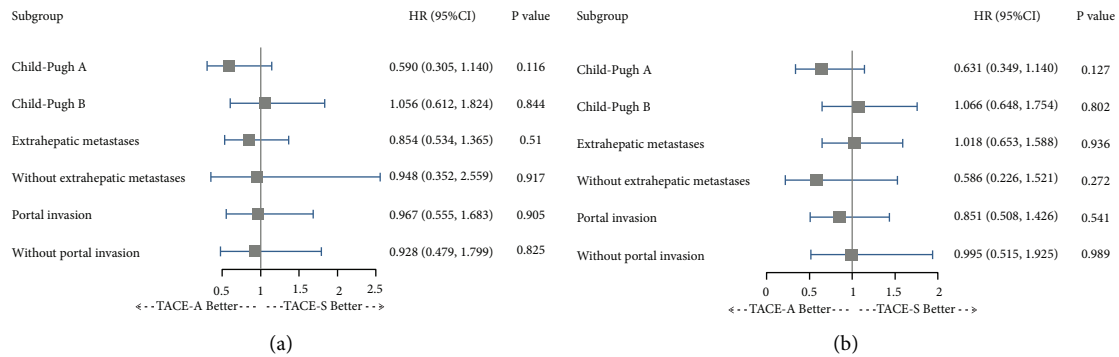 Subgroup HR (95%CI) P value
Child-Pugh A 0.590 (0.305, 1.140) 0.116
Child-Pugh B 1.056 (0.612, 1.824) 0.844
Extrahepatic metastases 0.854 (0.534, 1.365) 0.51
Without extrahepatic metastases 0.948 (0.352, 2.559) 0.917
Portal invasion 0.967 (0.555, 1.683) 0.905
Without portal invasion 0.928 (0.479, 1.799) 0.825
0.5 1 1.5 2 2.5
TACE-A Better TACE-S Better
(a)
Subgroup HR (95%CI) P value
Child-Pugh A 0.631 (0.349, 1.140) 0.127
Child-Pugh B 1.066 (0.648, 1.754) 0.802
Extrahepatic metastases 1.018 (0.653, 1.588) 0.936
Without extrahepatic metastases 0.586 (0.226, 1.521) 0.272
Portal invasion 0.851 (0.508, 1.426) 0.541
Without portal invasion 0.995 (0.515, 1.925) 0.989
0 0.5 1 1.5 2
TACE-A Better TACE-S Better
(b)